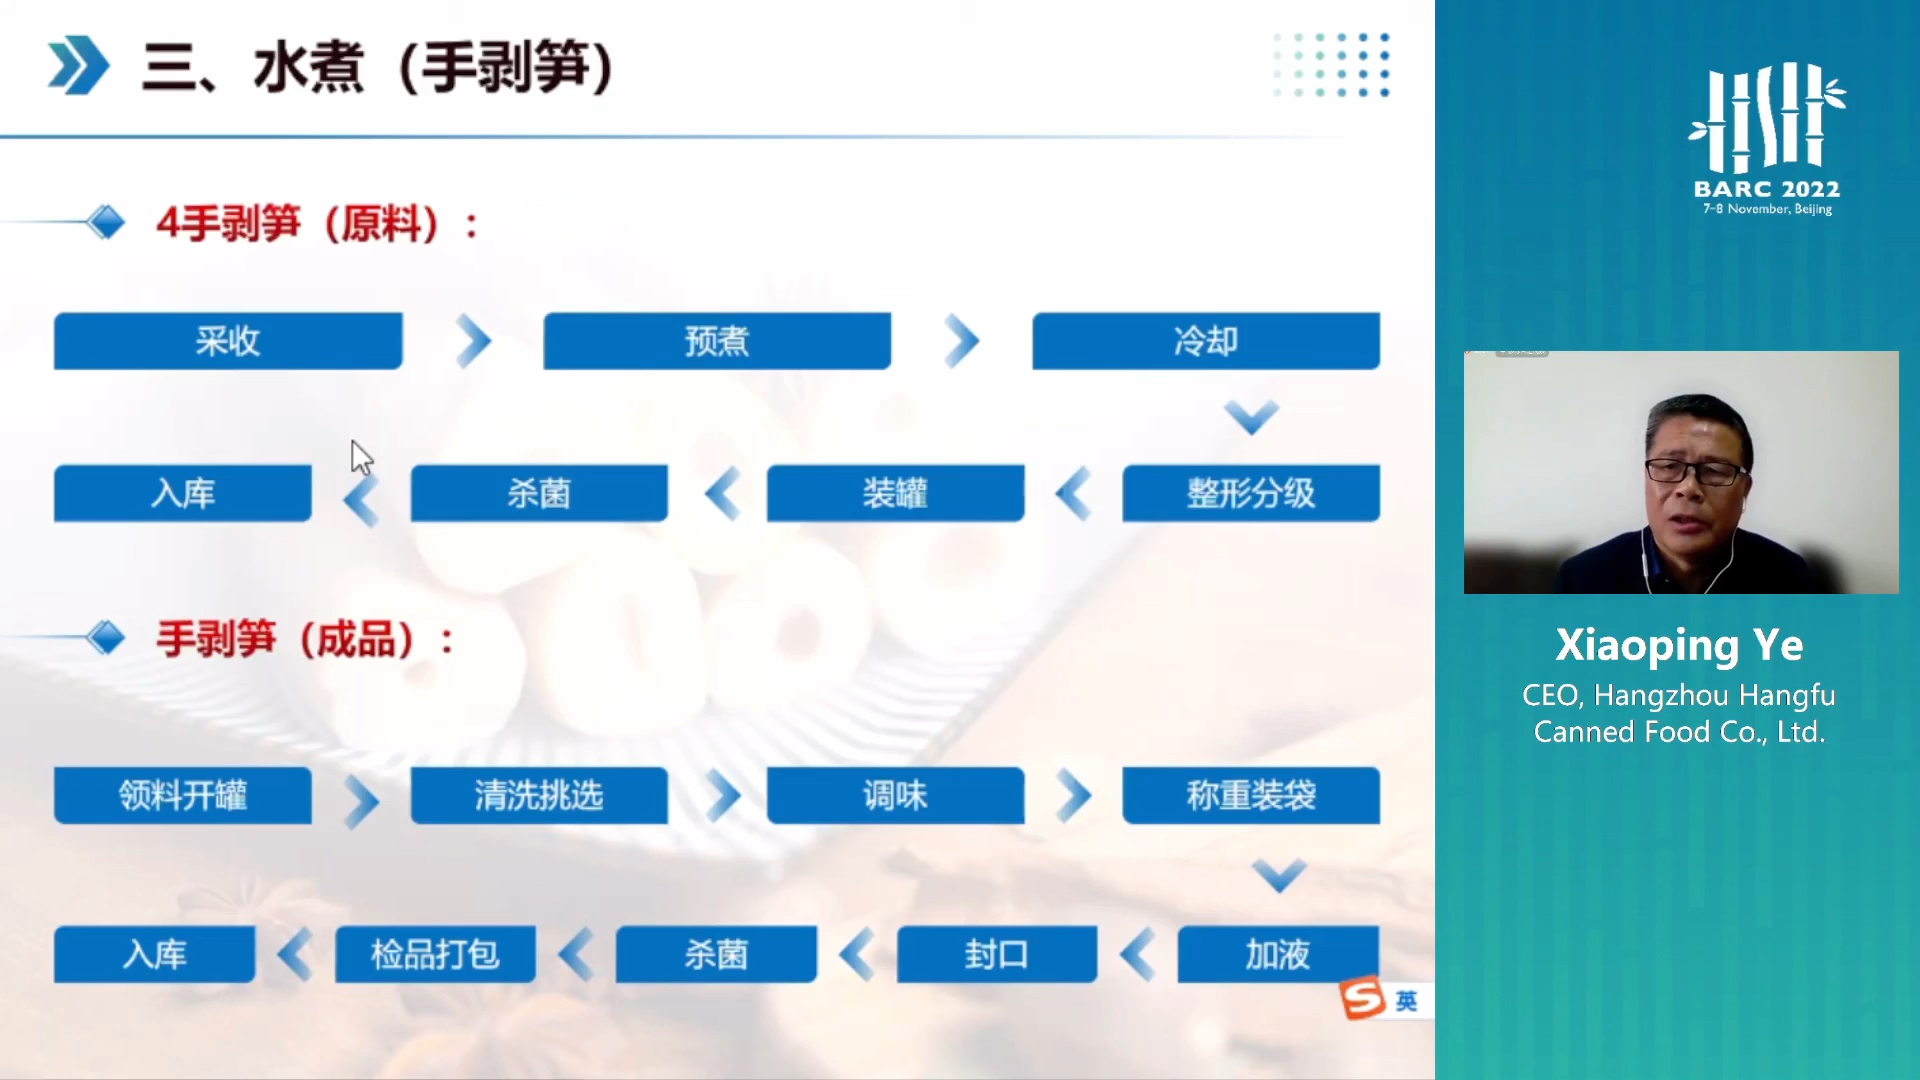 三、水煮（手剥笋）
4手剥笋（原料）：
采收
预煮
冷却
入库
杀菌
装罐
整形分级
手剥笋（成品）：
领料开罐
清洗挑选
调味
称重装袋
入库
检品打包
杀菌
封口
加液
S 英
BARC 2022
7-8 November, Beijing
Xiaoping Ye
CEO, Hangzhou Hangfu
Canned Food Co., Ltd.